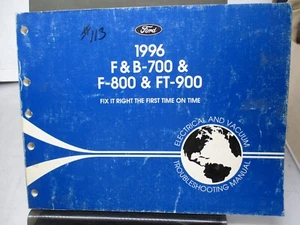 #113
Ford
1996
F & B-700 &
F-800 & FT-900
FIX IT RIGHT THE FIRST TIME ON TIME
ELECTRICAL AND VACUUM
TROUBLESHOOTING MANUAL